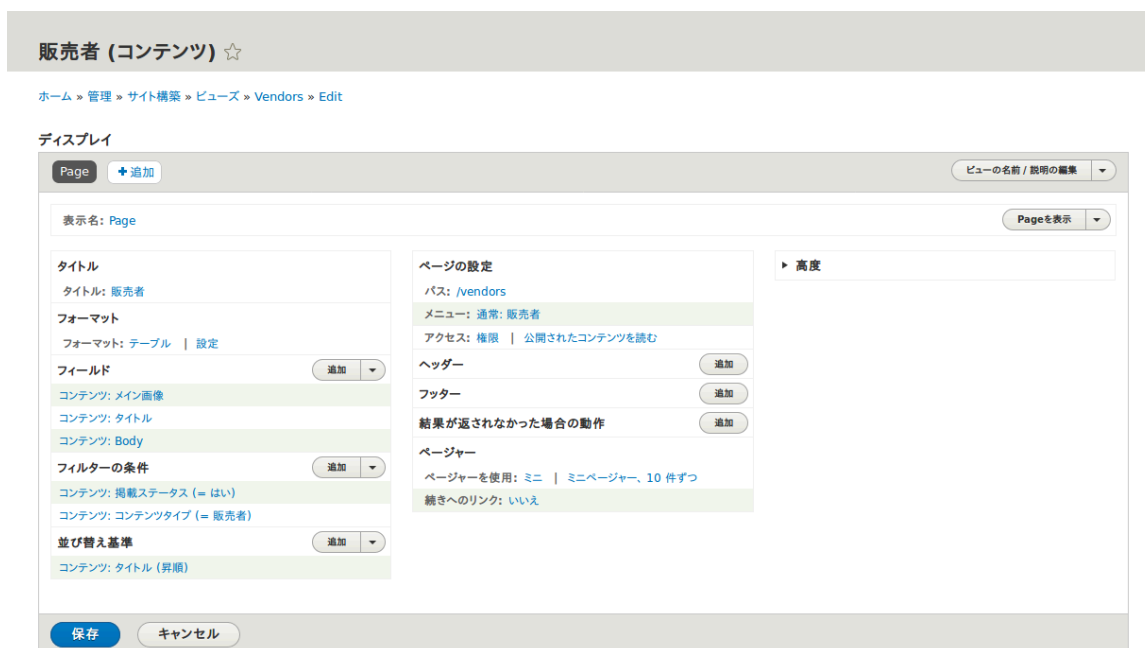 販売者 (コンテンツ) ☆
ホーム » 管理 » サイト構築 » ビューズ » Vendors » Edit
ディスプレイ
Page +追加 ビューの名前 / 説明の編集
表示名: Page Pageを表示
タイトル
タイトル: 販売者
フォーマット
フォーマット: テーブル | 設定
フィールド 追加
コンテンツ: メイン画像
コンテンツ: タイトル
コンテンツ: Body
フィルターの条件 追加
コンテンツ: 掲載ステータス (= はい)
コンテンツ: コンテンツタイプ (= 販売者)
並び替え基準 追加
コンテンツ: タイトル (昇順)
ページの設定
パス: /vendors
メニュー: 通常: 販売者
アクセス: 権限 | 公開されたコンテンツを読む
ヘッダー 追加
フッター 追加
結果が返されなかった場合の動作 追加
ページャー
ページャーを使用: ミニ | ミニページャー、10 件ずつ
続きへのリンク: いいえ
高度
保存 キャンセル